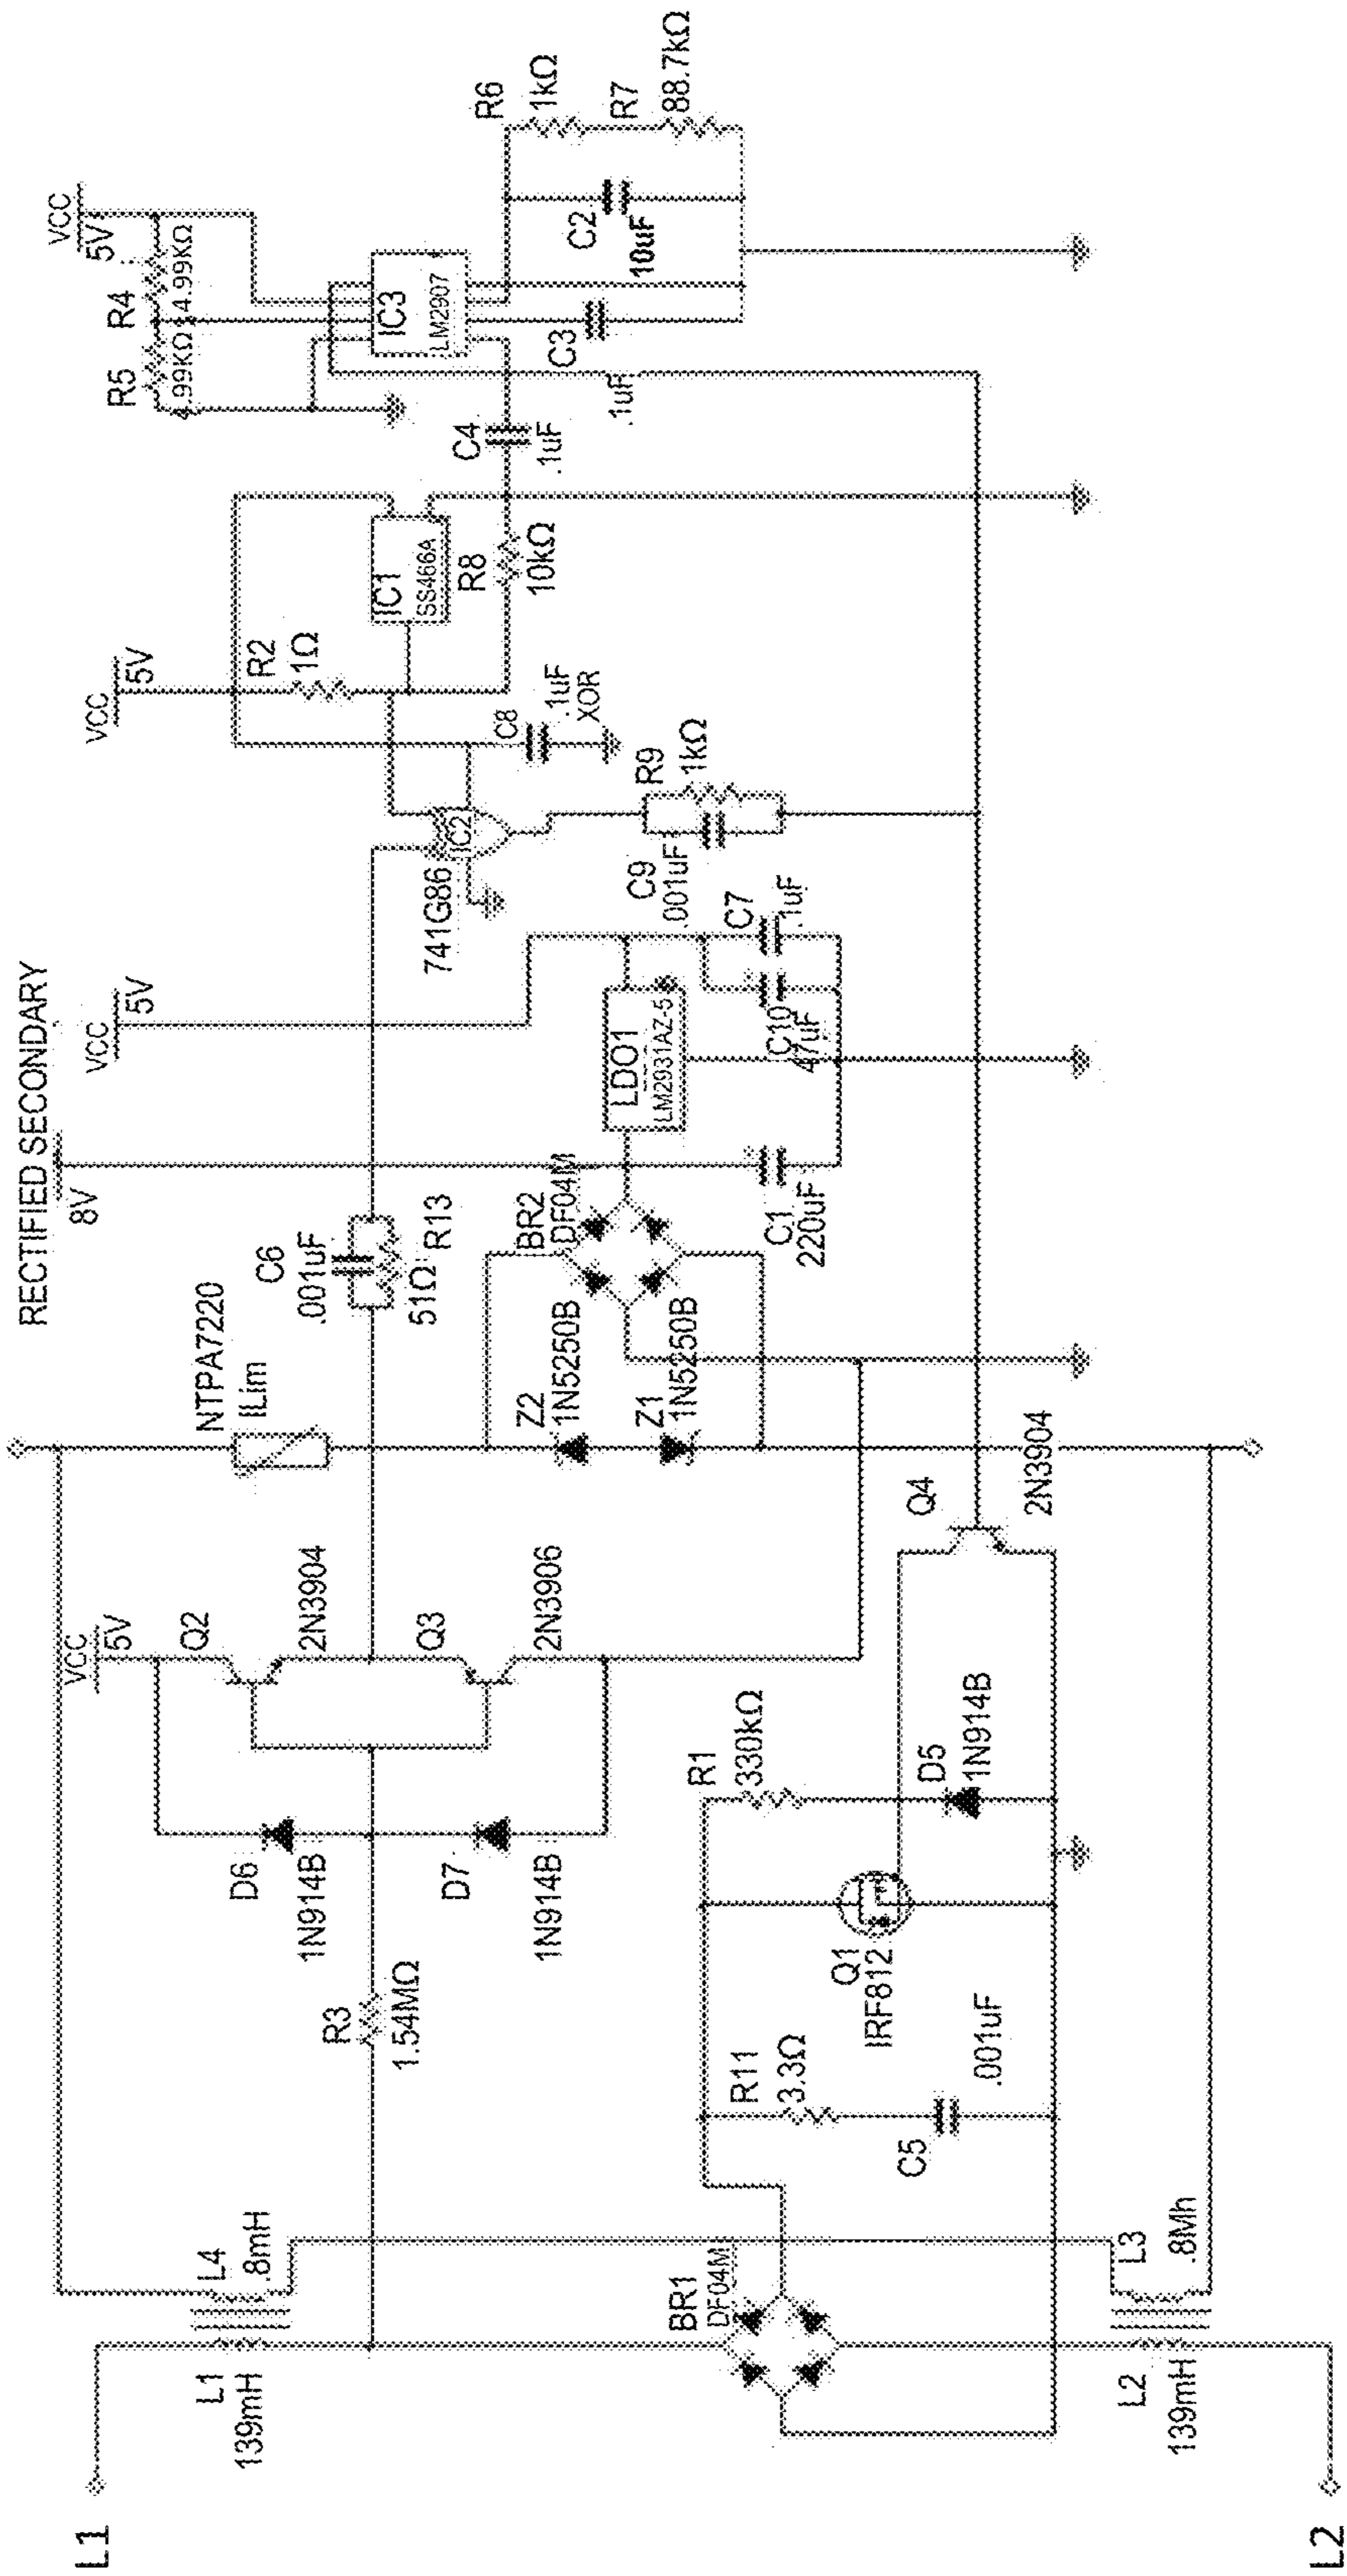 RECTIFIED SECONDARY
L1
L1
139mH
L4
.8mH
R3
1.54MΩ
D6
1N914B
D7
1N914B
VCC
5V
Q2
2N3904
Q3
2N3906
NTPA7220
ILim
C6
.001uF
R13
51Ω
8V
VCC
5V
741G86
IC2
VCC
5V
R2
1Ω
IC1
SS466A
R8
10kΩ
C8
.1uF
XOR
C4
.1uF
R5
4.99KΩ
R4
4.99KΩ
VCC
5V
IC3
LM2907
C3
.1uF
C2
10uF
R6
1kΩ
R7
88.7kΩ
BR1
DF04M
R11
3.3Ω
C5
.001uF
Q1
IRF812
R1
330kΩ
D5
1N914B
Z2
1N5250B
Z1
1N5250B
BR2
DF04M
LDO1
LM2931AZ-5
C1
220uF
C10
47uF
C7
.1uF
C9
.001uF
R9
1kΩ
Q4
2N3904
L2
139mH
L3
.8Mh
L2